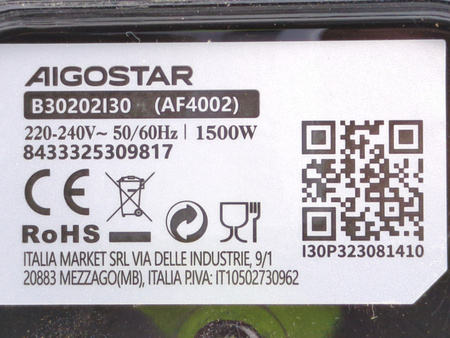 AIGOSTAR
B30202I30 (AF4002)
220-240V~ 50/60Hz | 1500W
8433325309817
CE
RoHS
I30P323081410
ITALIA MARKET SRL VIA DELLE INDUSTRIE, 9/1
20883 MEZZAGO(MB), ITALIA P.IVA: IT10502730962